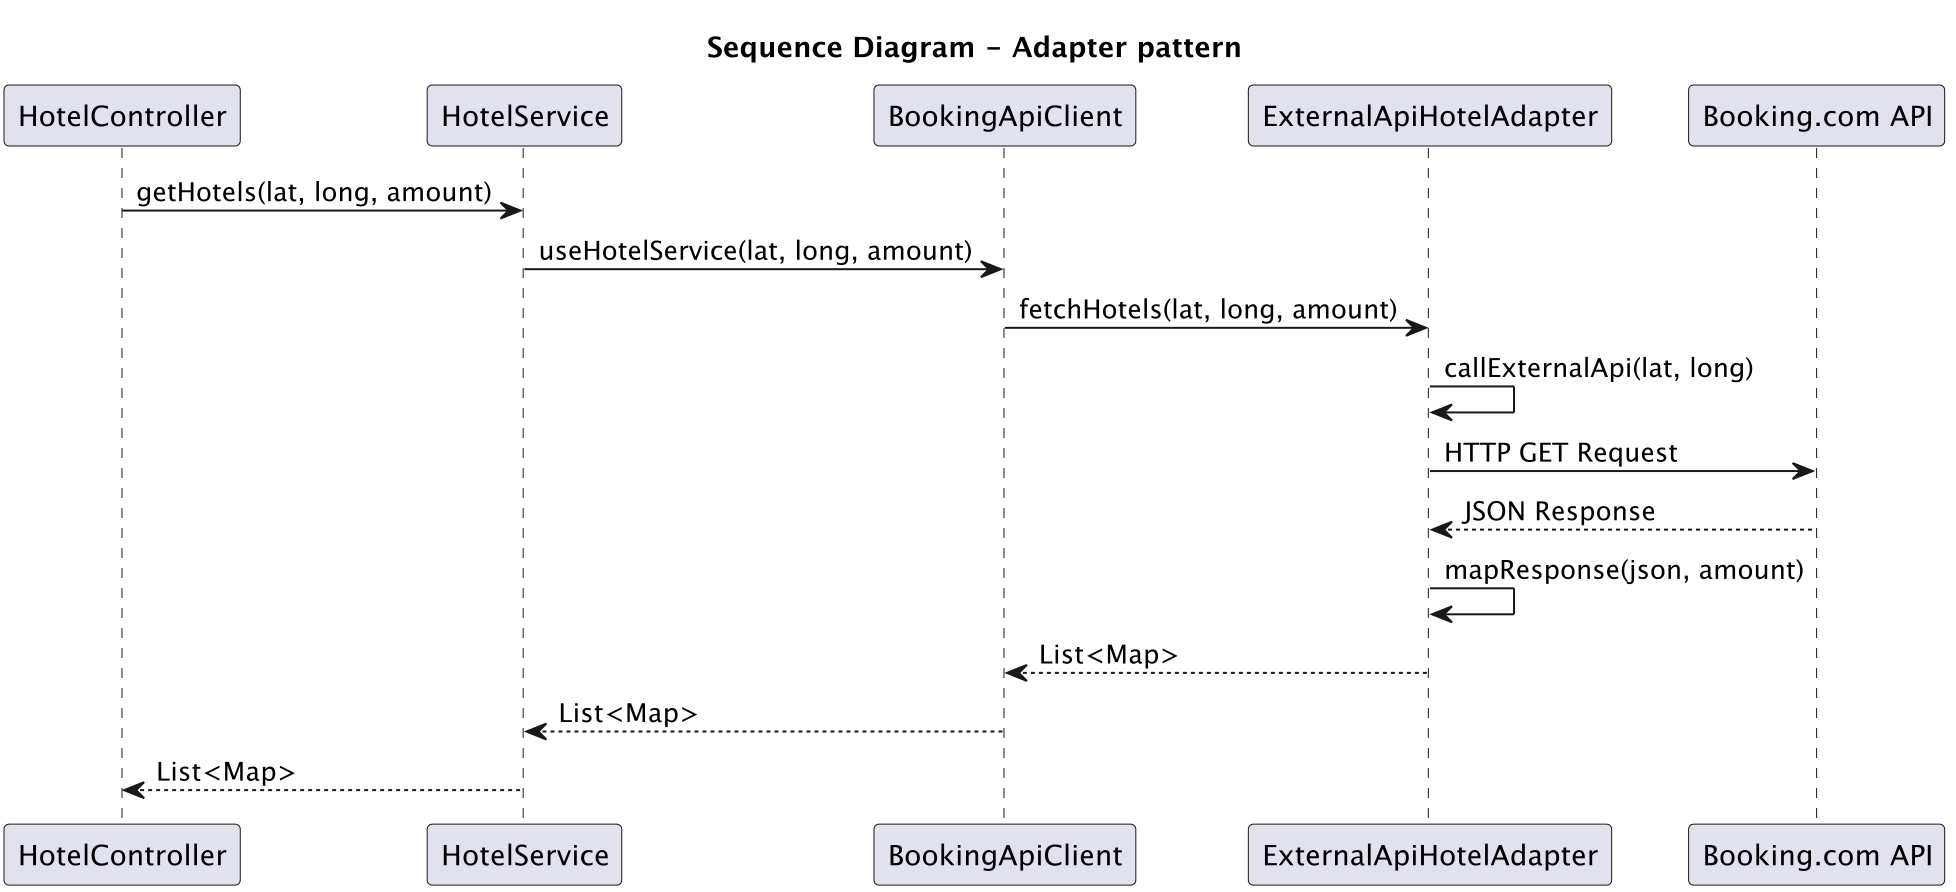 Sequence Diagram - Adapter pattern
HotelController HotelService BookingApiClient ExternalApiHotelAdapter Booking.com API
getHotels(lat, long, amount)
useHotelService(lat, long, amount)
fetchHotels(lat, long, amount)
callExternalApi(lat, long)
HTTP GET Request
JSON Response
mapResponse(json, amount)
List<Map>
List<Map>
List<Map>
HotelController HotelService BookingApiClient ExternalApiHotelAdapter Booking.com API